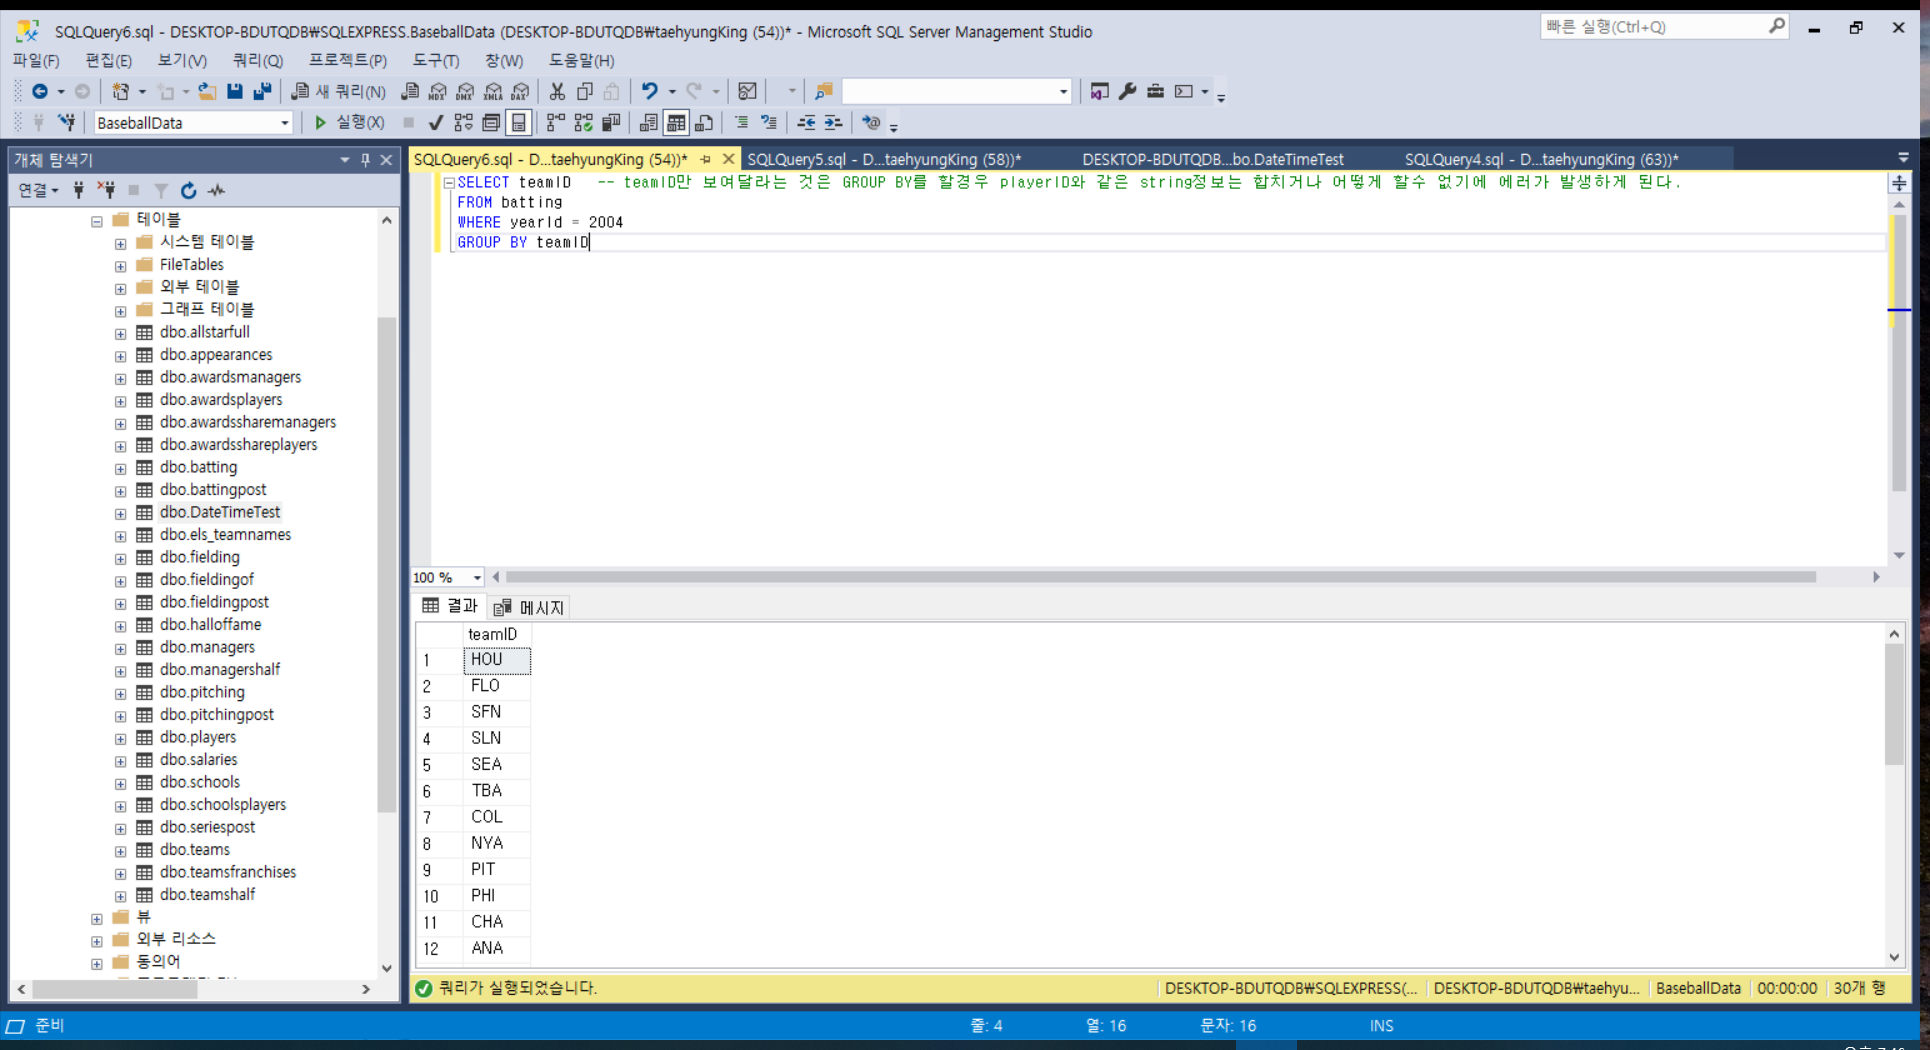 SQLQuery6.sql - DESKTOP-BDUTQDB₩SQLEXPRESS.BaseballData (DESKTOP-BDUTQDB₩taehyungKing (54))* - Microsoft SQL Server Management Studio
빠른 실행(Ctrl+Q)
파일(F) 편집(E) 보기(V) 쿼리(Q) 프로젝트(P) 도구(T) 창(W) 도움말(H)
새 쿼리(N) MDX DMX XMLA DAX
BaseballData 실행(X)
개체 탐색기
SQLQuery6.sql - D...taehyungKing (54))* SQLQuery5.sql - D...taehyungKing (58))* DESKTOP-BDUTQDB...bo.DateTimeTest SQLQuery4.sql - D...taehyungKing (63))*
연결
SELECT teamID -- teamID만 보여달라는 것은 GROUP BY를 할경우 playerID와 같은 string정보는 합치거나 어떻게 할수 없기에 에러가 발생하게 된다.
FROM batting
WHERE yearId = 2004
GROUP BY teamID
테이블
시스템 테이블
FileTables
외부 테이블
그래프 테이블
dbo.allstarfull
dbo.appearances
dbo.awardsmanagers
dbo.awardsplayers
dbo.awardssharemanagers
dbo.awardsshareplayers
dbo.batting
dbo.battingpost
dbo.DateTimeTest
dbo.els_teamnames
dbo.fielding
dbo.fieldingof
dbo.fieldingpost
dbo.halloffame
dbo.managers
dbo.managershalf
dbo.pitching
dbo.pitchingpost
dbo.players
dbo.salaries
dbo.schools
dbo.schoolsplayers
dbo.seriespost
dbo.teams
dbo.teamsfranchises
dbo.teamshalf
뷰
외부 리소스
동의어
100 %
결과 메시지
teamID
1 HOU
2 FLO
3 SFN
4 SLN
5 SEA
6 TBA
7 COL
8 NYA
9 PIT
10 PHI
11 CHA
12 ANA
쿼리가 실행되었습니다. DESKTOP-BDUTQDB₩SQLEXPRESS(... DESKTOP-BDUTQDB₩taehyu... BaseballData 00:00:00 30개 행
준비 줄: 4 열: 16 문자: 16 INS